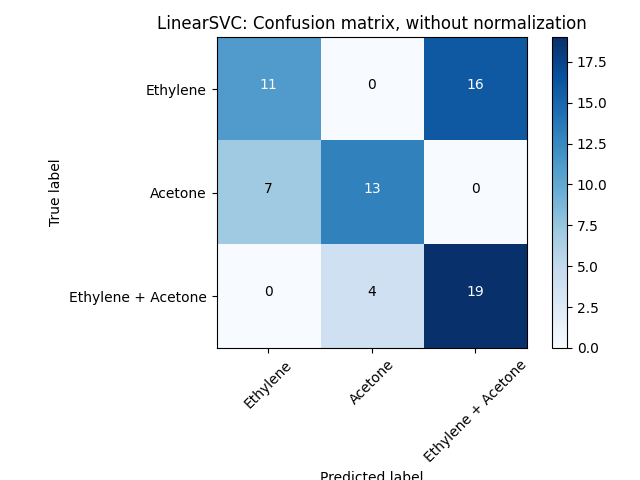 LinearSVC: Confusion matrix, without normalization
True label
Ethylene
Acetone
Ethylene + Acetone
11 0 16
7 13 0
0 4 19
Ethylene
Acetone
Ethylene + Acetone
Predicted label
17.5
15.0
12.5
10.0
7.5
5.0
2.5
0.0